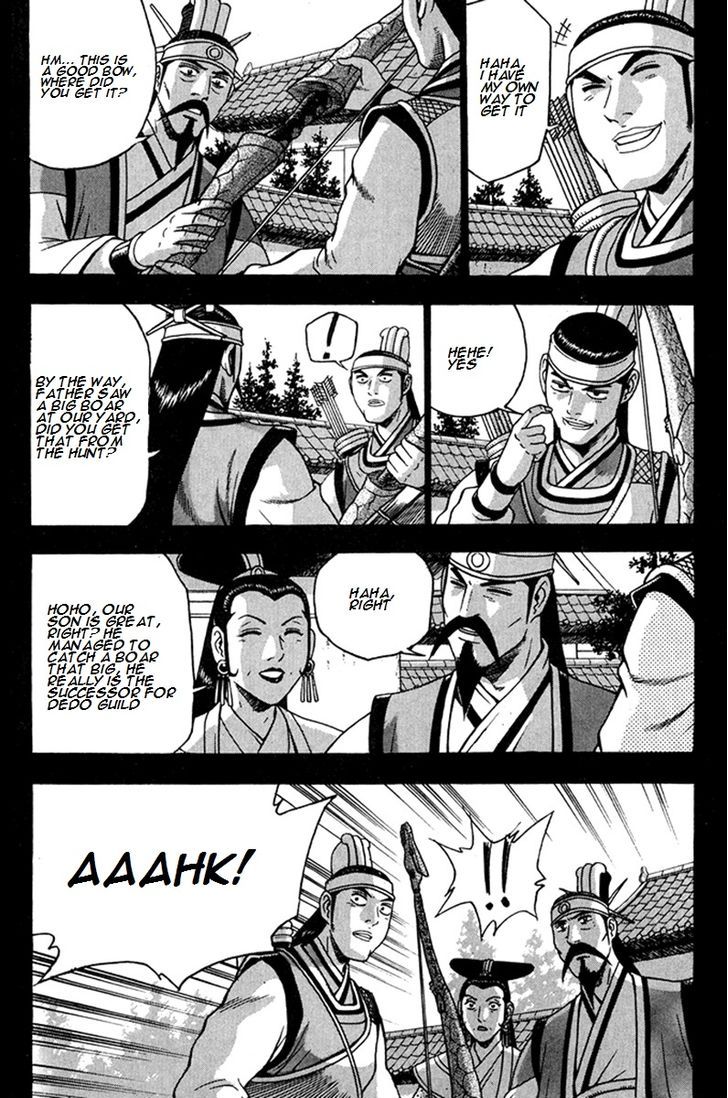 HM... THIS IS
A GOOD BOW,
WHERE DID
YOU GET IT?
HAHA,
I HAVE
MY OWN
WAY TO
GET IT
BY THE WAY,
FATHER SAW
A BIG BOAR
AT OUR YARD,
DID YOU GET
THAT FROM
THE HUNT?
!
HEHE!
YES
HOHO, OUR
SON IS GREAT,
RIGHT? HE
MANAGED TO
CATCH A BOAR
THAT BIG, HE
REALLY IS THE
SUCCESSOR FOR
DEDO GUILD
HAHA,
RIGHT
AAAHK!
!!